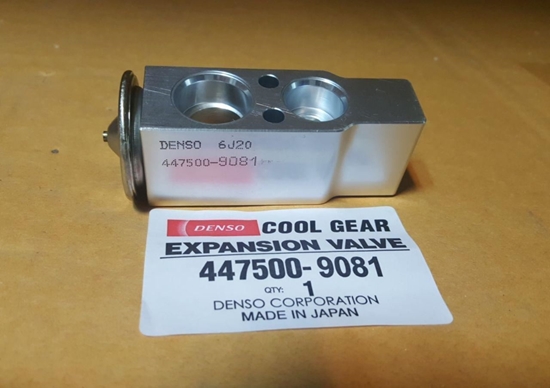 DENSO 6J20
447500-9081
DENSO COOL GEAR
EXPANSION VALVE
447500-9081
QTY: 1
DENSO CORPORATION
MADE IN JAPAN